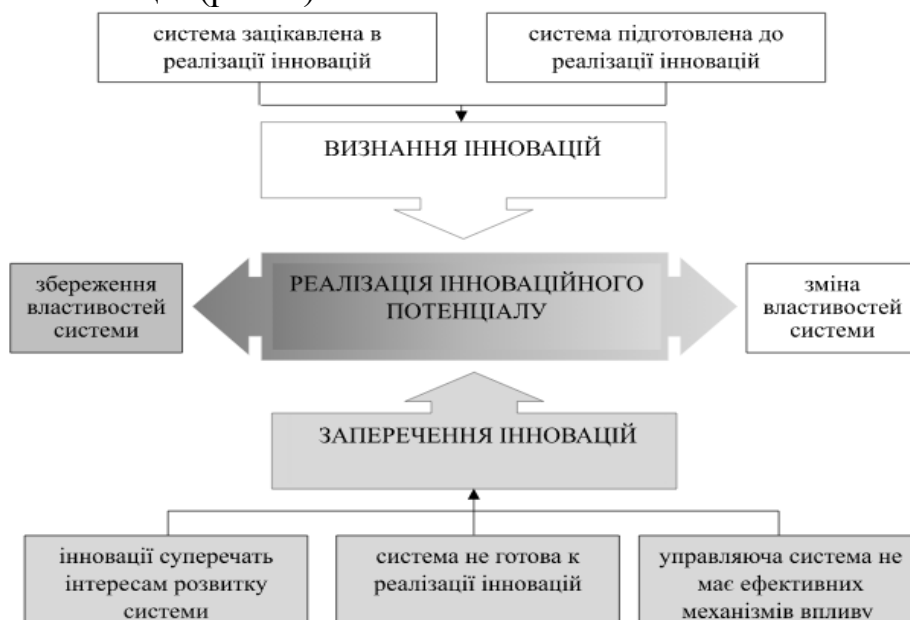 система зацікавлена в
реалізації інновацій
система підготовлена до
реалізації інновацій
ВИЗНАННЯ ІННОВАЦІЙ
збереження
властивостей
системи
РЕАЛІЗАЦІЯ ІННОВАЦІЙНОГО
ПОТЕНЦІАЛУ
зміна
властивостей
системи
ЗАПЕРЕЧЕННЯ ІННОВАЦІЙ
інновації суперечать
інтересам розвитку
системи
система не готова к
реалізації інновацій
управляюча система не
має ефективних
механізмів впливу